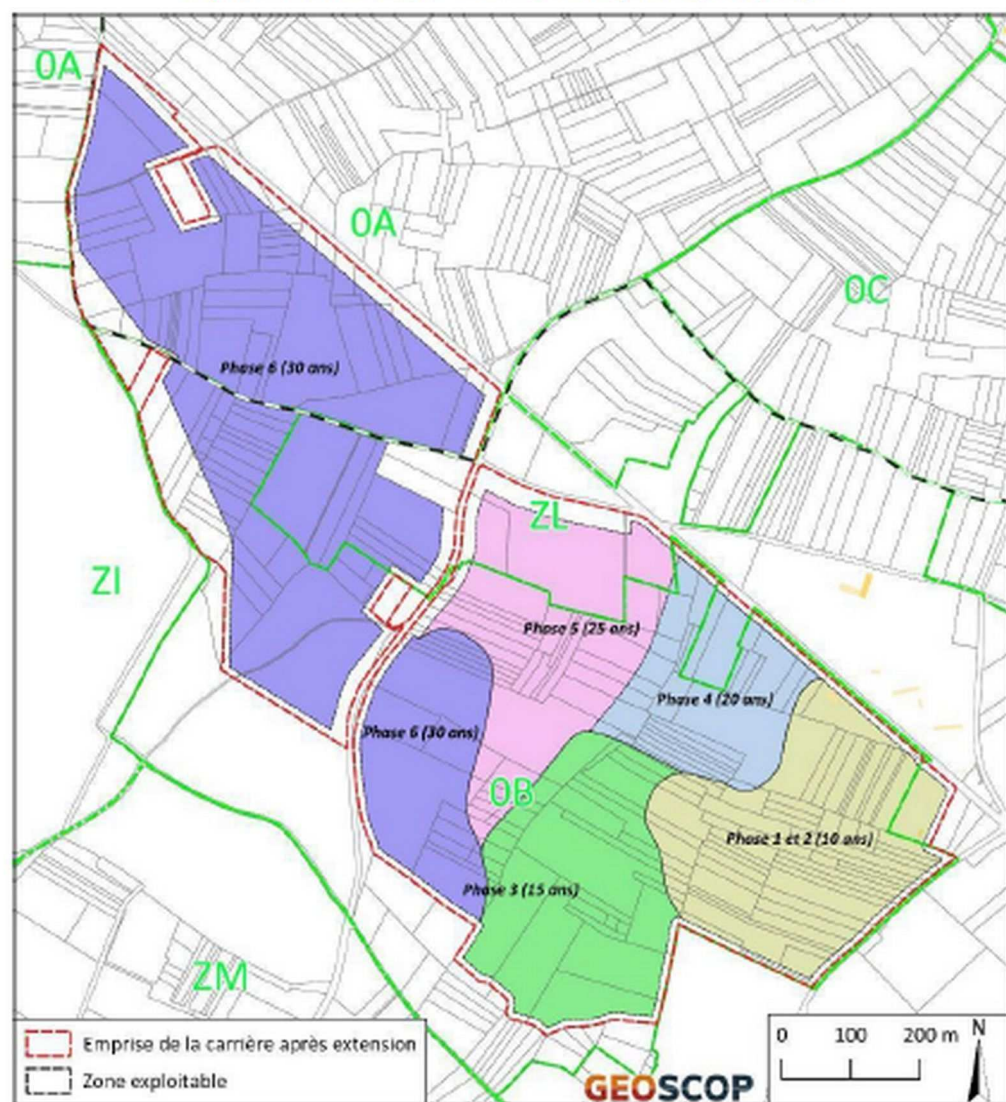 0A
0A
0C
Phase 6 (30 ans)
ZL
ZI
Phase 5 (25 ans)
Phase 4 (20 ans)
Phase 6 (30 ans)
0B
Phase 1 et 2 (10 ans)
Phase 3 (15 ans)
ZM
Emprise de la carrière après extension
Zone exploitable
0 100 200 m
N
GEOSCOP